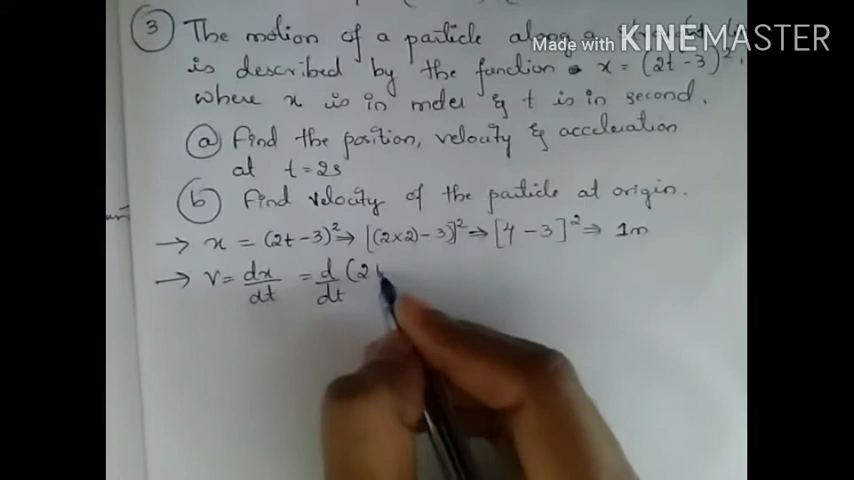 ③ The motion of a particle along a
Made with KINEMASTER
is described by the function x = (2t - 3)²,
where x is in meter & t is in second.
ⓐ Find the position, velocity & acceleration
at t = 2s
ⓑ Find velocity of the particle at origin.
→ x = (2t - 3)² ⇒ [(2×2) - 3]² ⇒ [4 - 3]² ⇒ 1m
→ v = dx/dt = d/dt (2t